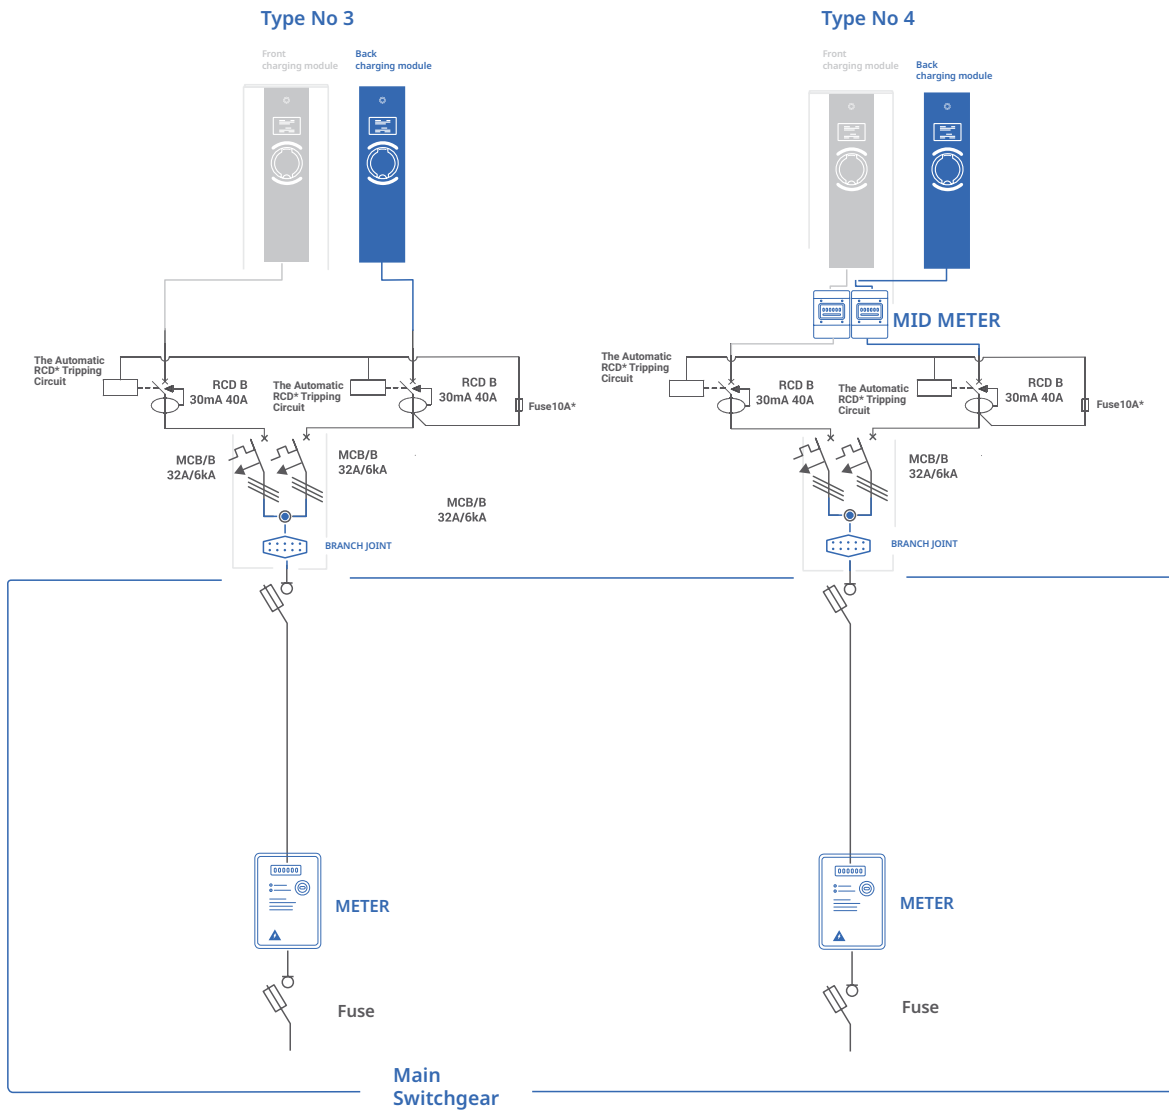 Type No 3
Type No 4
Front
charging module
Back
charging module
Front
charging module
Back
charging module
MID METER
The Automatic
RCD* Tripping
Circuit
RCD B
30mA 40A
The Automatic
RCD* Tripping
Circuit
RCD B
30mA 40A
Fuse10A*
The Automatic
RCD* Tripping
Circuit
RCD B
30mA 40A
The Automatic
RCD* Tripping
Circuit
RCD B
30mA 40A
Fuse10A*
MCB/B
32A/6kA
MCB/B
32A/6kA
MCB/B
32A/6kA
MCB/B
32A/6kA
BRANCH JOINT
BRANCH JOINT
METER
METER
Fuse
Fuse
Main
Switchgear